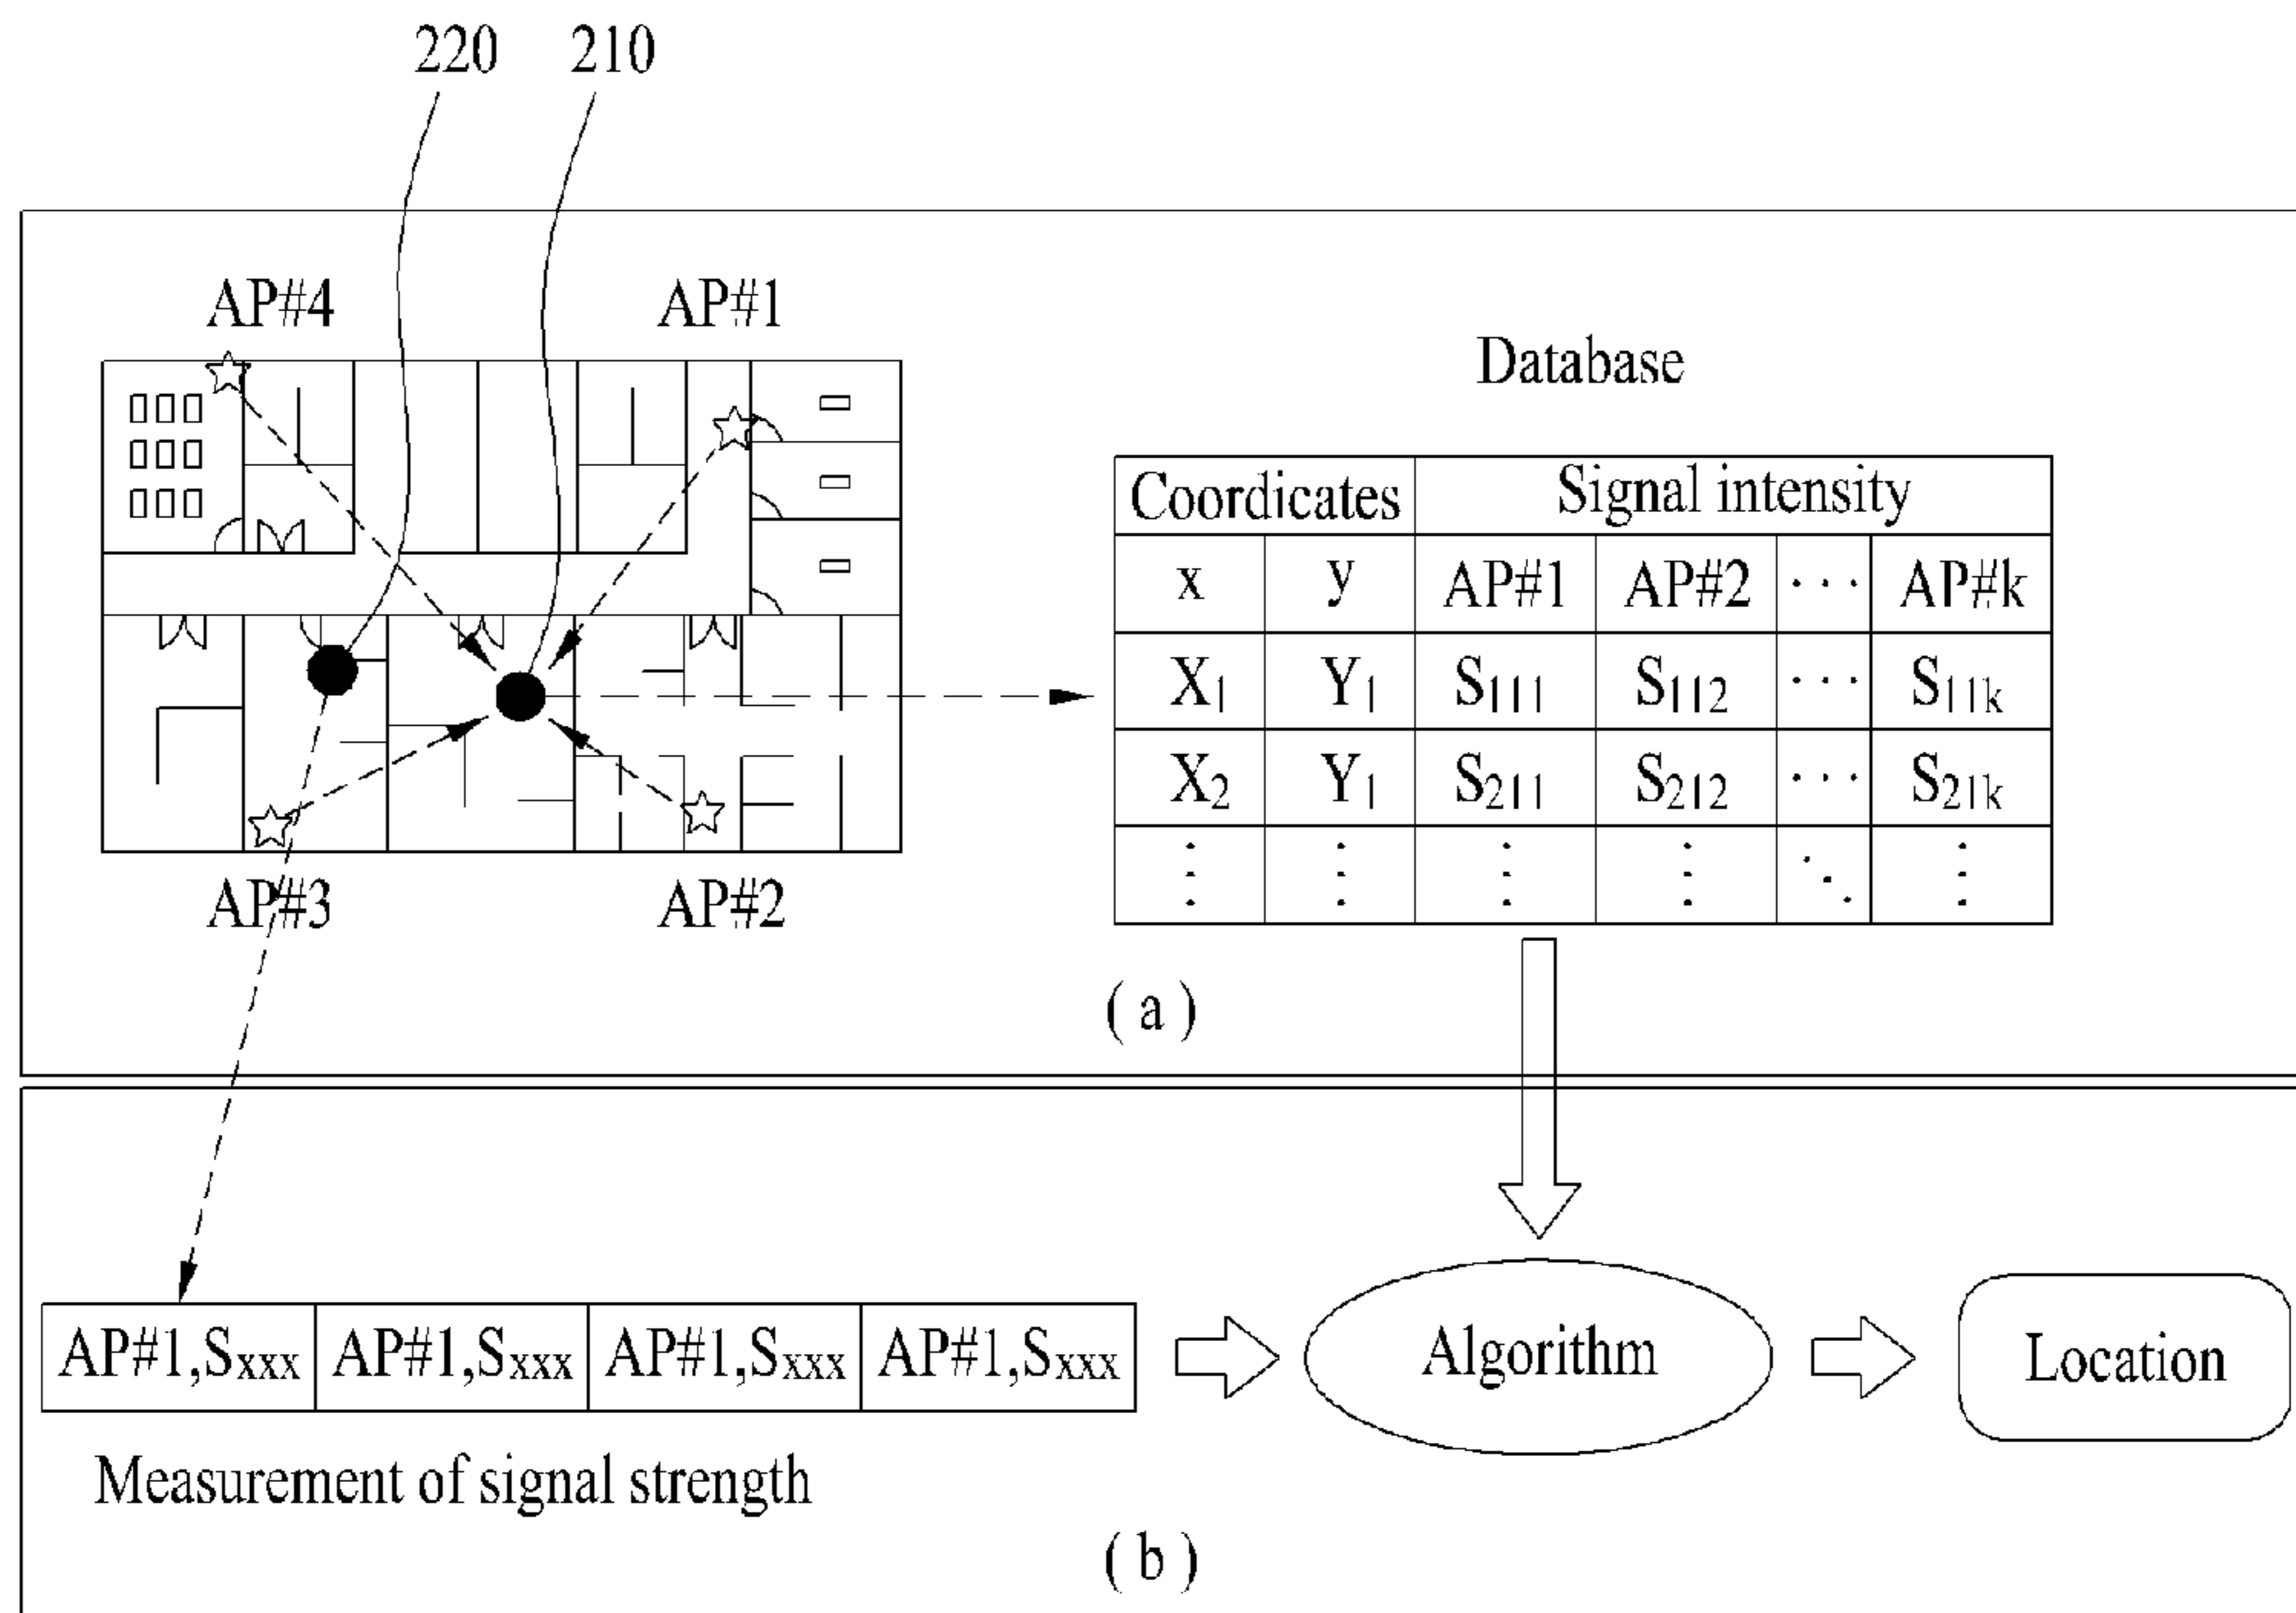 220 210
AP#4 AP#1
Database
Coordicates Signal intensity
x y AP#1 AP#2 ··· AP#k
X1 Y1 S111 S112 ··· S11k
X2 Y1 S211 S212 ··· S21k
AP#3 AP#2
( a )
AP#1,Sxxx AP#1,Sxxx AP#1,Sxxx AP#1,Sxxx
Algorithm
Location
Measurement of signal strength
( b )